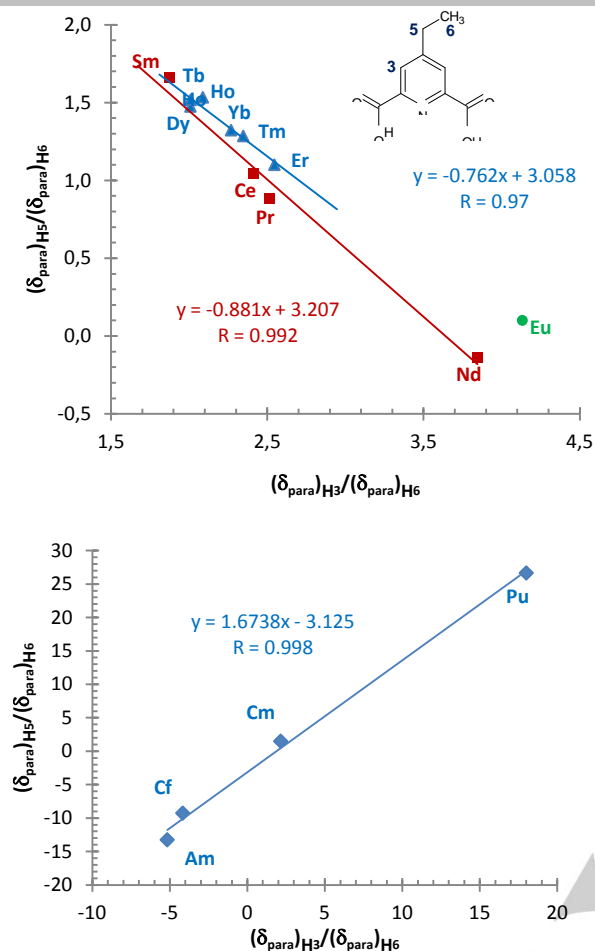 2,0
1,5
1,0
0,5
0,0
-0,5
(δpara)H5/(δpara)H6
Sm
Tb
Ho
Dy
Yb
Tm
Er
Ce
Pr
Nd
Eu
5
CH3
6
3
N
O
O
OH
OH
y = -0.762x + 3.058
R = 0.97
y = -0.881x + 3.207
R = 0.992
1,5
2,5
3,5
4,5
(δpara)H3/(δpara)H6
30
25
20
15
10
5
0
-5
-10
-15
-20
(δpara)H5/(δpara)H6
y = 1.6738x - 3.125
R = 0.998
Pu
Cm
Cf
Am
-10
-5
0
5
10
15
20
(δpara)H3/(δpara)H6